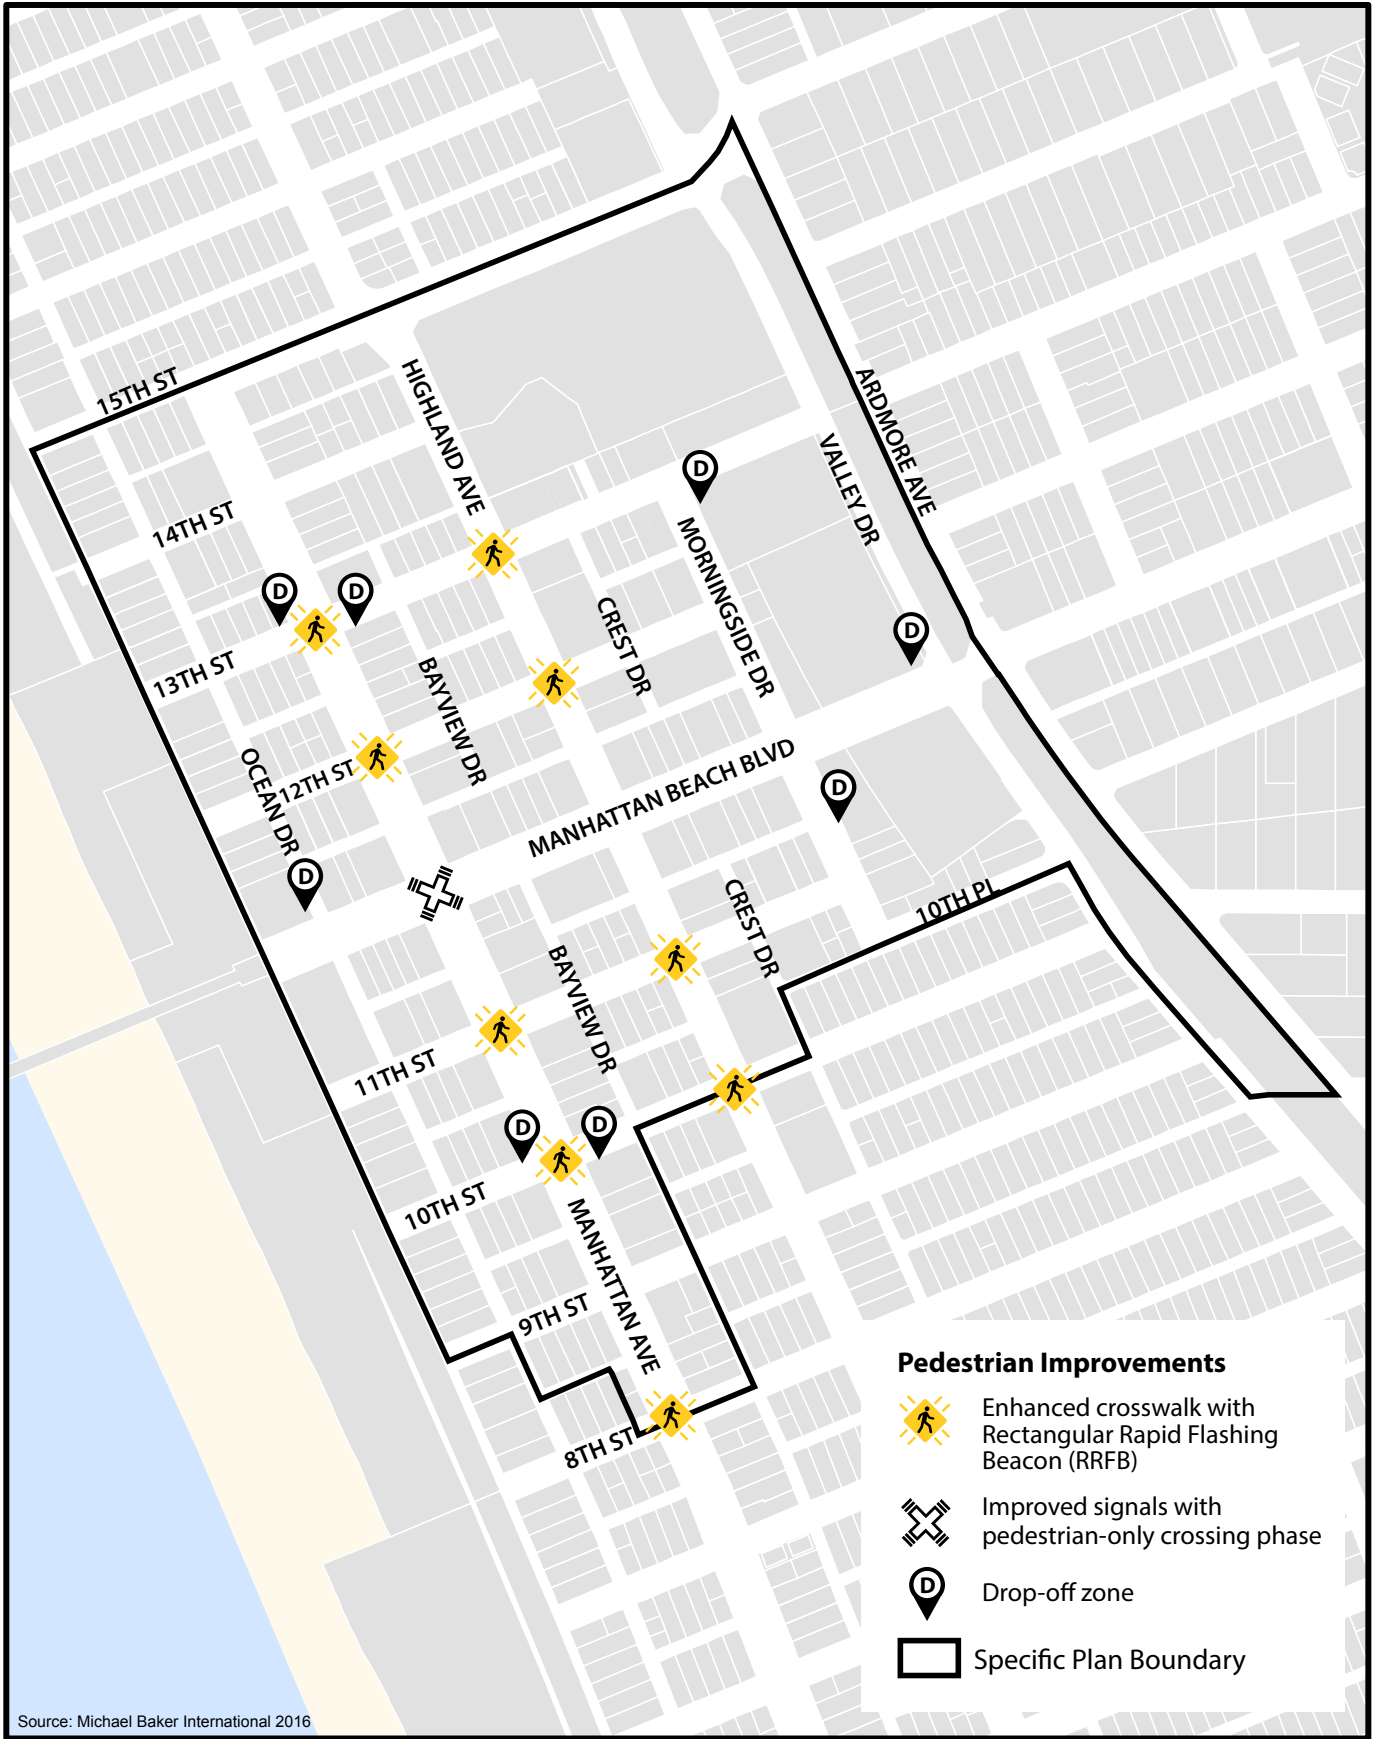 15TH ST
HIGHLAND AVE
ARDMORE AVE
VALLEY DR
D
14TH ST
MORNINGSIDE DR
D
D
CREST DR
D
13TH ST
BAYVIEW DR
OCEAN DR
12TH ST
MANHATTAN BEACH BLVD
D
D
CREST DR
10TH PL
BAYVIEW DR
11TH ST
D
D
10TH ST
MANHATTAN AVE
9TH ST
8TH ST
Pedestrian Improvements
Enhanced crosswalk with
Rectangular Rapid Flashing
Beacon (RRFB)
Improved signals with
pedestrian-only crossing phase
D
Drop-off zone
Specific Plan Boundary
Source: Michael Baker International 2016